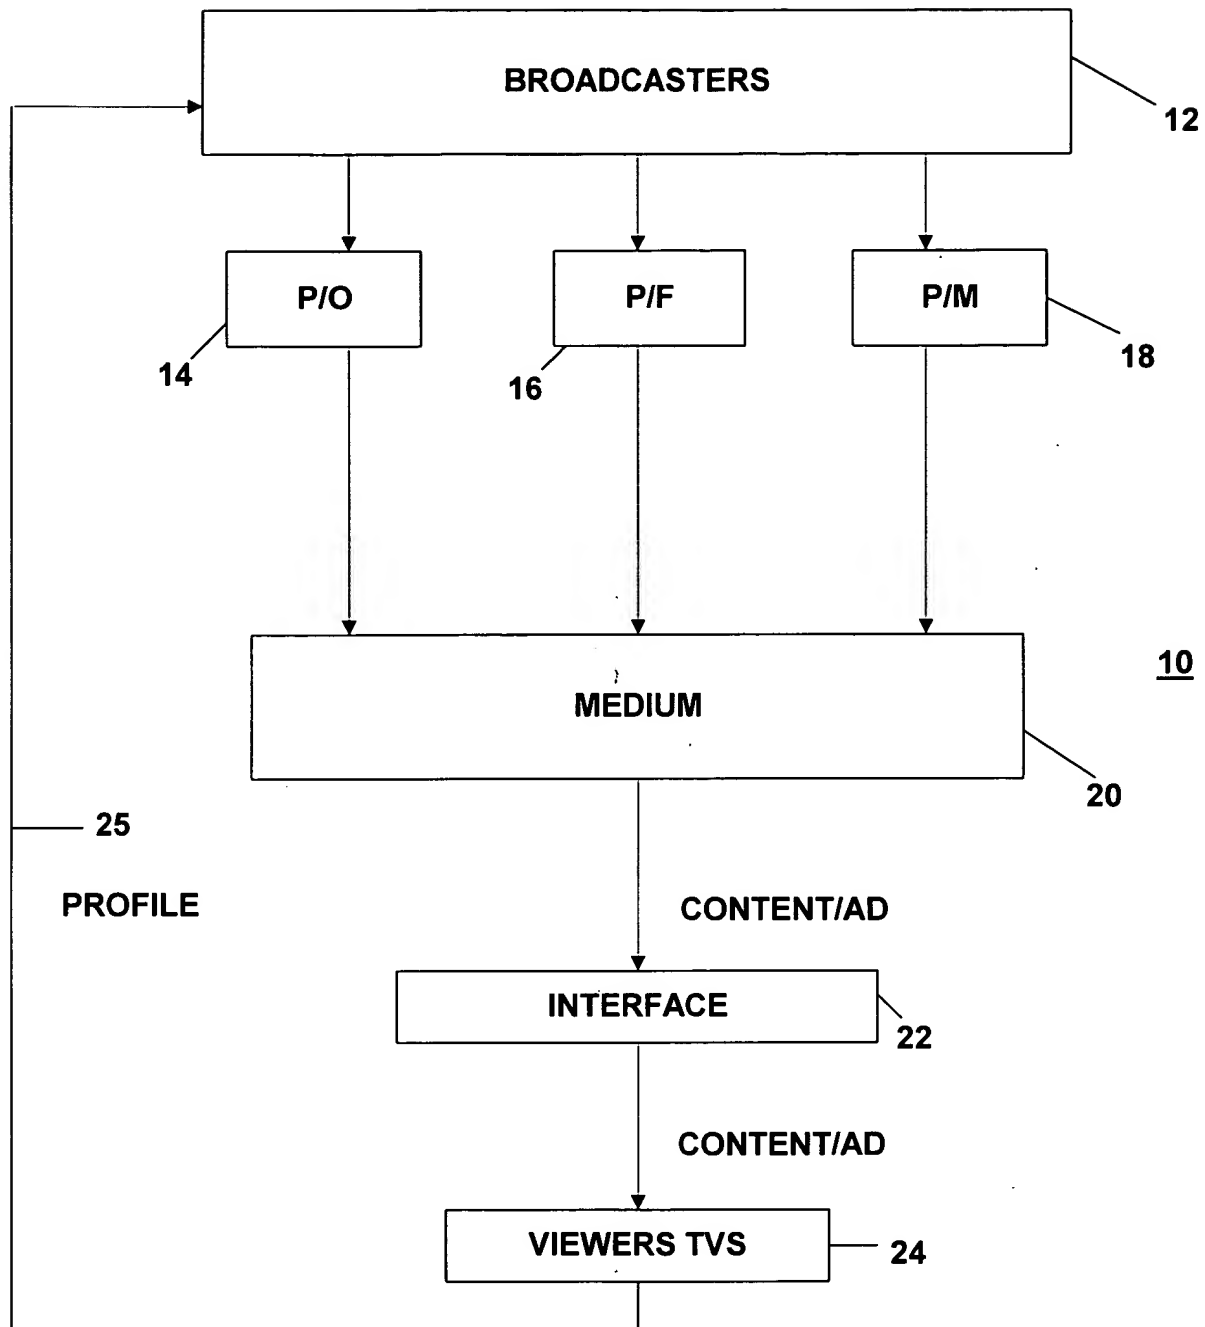 BROADCASTERS
12
P/O
P/F
P/M
14
16
18
10
MEDIUM
20
25
PROFILE
CONTENT/AD
INTERFACE
22
CONTENT/AD
VIEWERS TVS
24